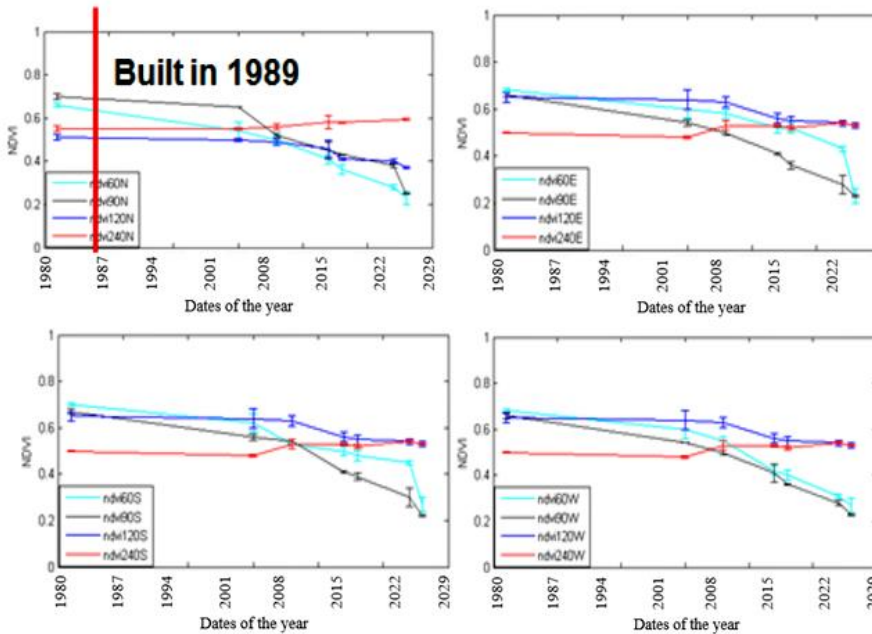 Built in 1989
1
0.8
0.6
0.4
0.2
0
NDVI
ndvi60N
ndvi90N
ndvi120N
ndvi240N
1980 1987 1994 2001 2008 2015 2022 2029
Dates of the year
1
0.8
0.6
0.4
0.2
0
NDVI
ndvi60E
ndvi90E
ndvi120E
ndvi240E
1980 1987 1994 2001 2008 2015 2022 2029
Dates of the year
1
0.8
0.6
0.4
0.2
0
NDVI
ndvi60S
ndvi90S
ndvi120S
ndvi240S
1980 1987 1994 2001 2008 2015 2022 2029
Dates of the year
1
0.8
0.6
0.4
0.2
0
NDVI
ndvi60W
ndvi90W
ndvi120W
ndvi240W
1980 1987 1994 2001 2008 2015 2022 2029
Dates of the year